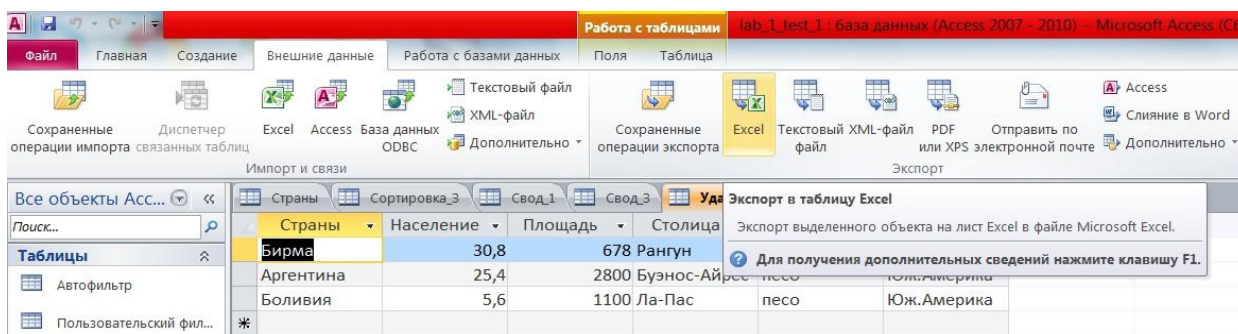 Работа с таблицами lab_1_test_1 : база данных (Access 2007 - 2010) - Microsoft Access
Файл Главная Создание Внешние данные Работа с базами данных Поля Таблица
Сохраненные операции импорта
Диспетчер связанных таблиц
Excel
Access
База данных ODBC
Текстовый файл
XML-файл
Дополнительно
Импорт и связи
Сохраненные операции экспорта
Excel
Текстовый файл
XML-файл
PDF или XPS
Отправить по электронной почте
Access
Слияние в Word
Дополнительно
Экспорт
Все объекты Acc...
Поиск...
Таблицы
Автофильтр
Пользовательский фил...
Страны Сортировка_3 Свод_1 Свод_3 Уда
Экспорт в таблицу Excel
Экспорт выделенного объекта на лист Excel в файле Microsoft Excel.
Для получения дополнительных сведений нажмите клавишу F1.
Страны Население Площадь Столица
Бирма 30,8 678 Рангун
Аргентина 25,4 2800 Буэнос-Айрес песо Юж.Америка
Боливия 5,6 1100 Ла-Пас песо Юж.Америка